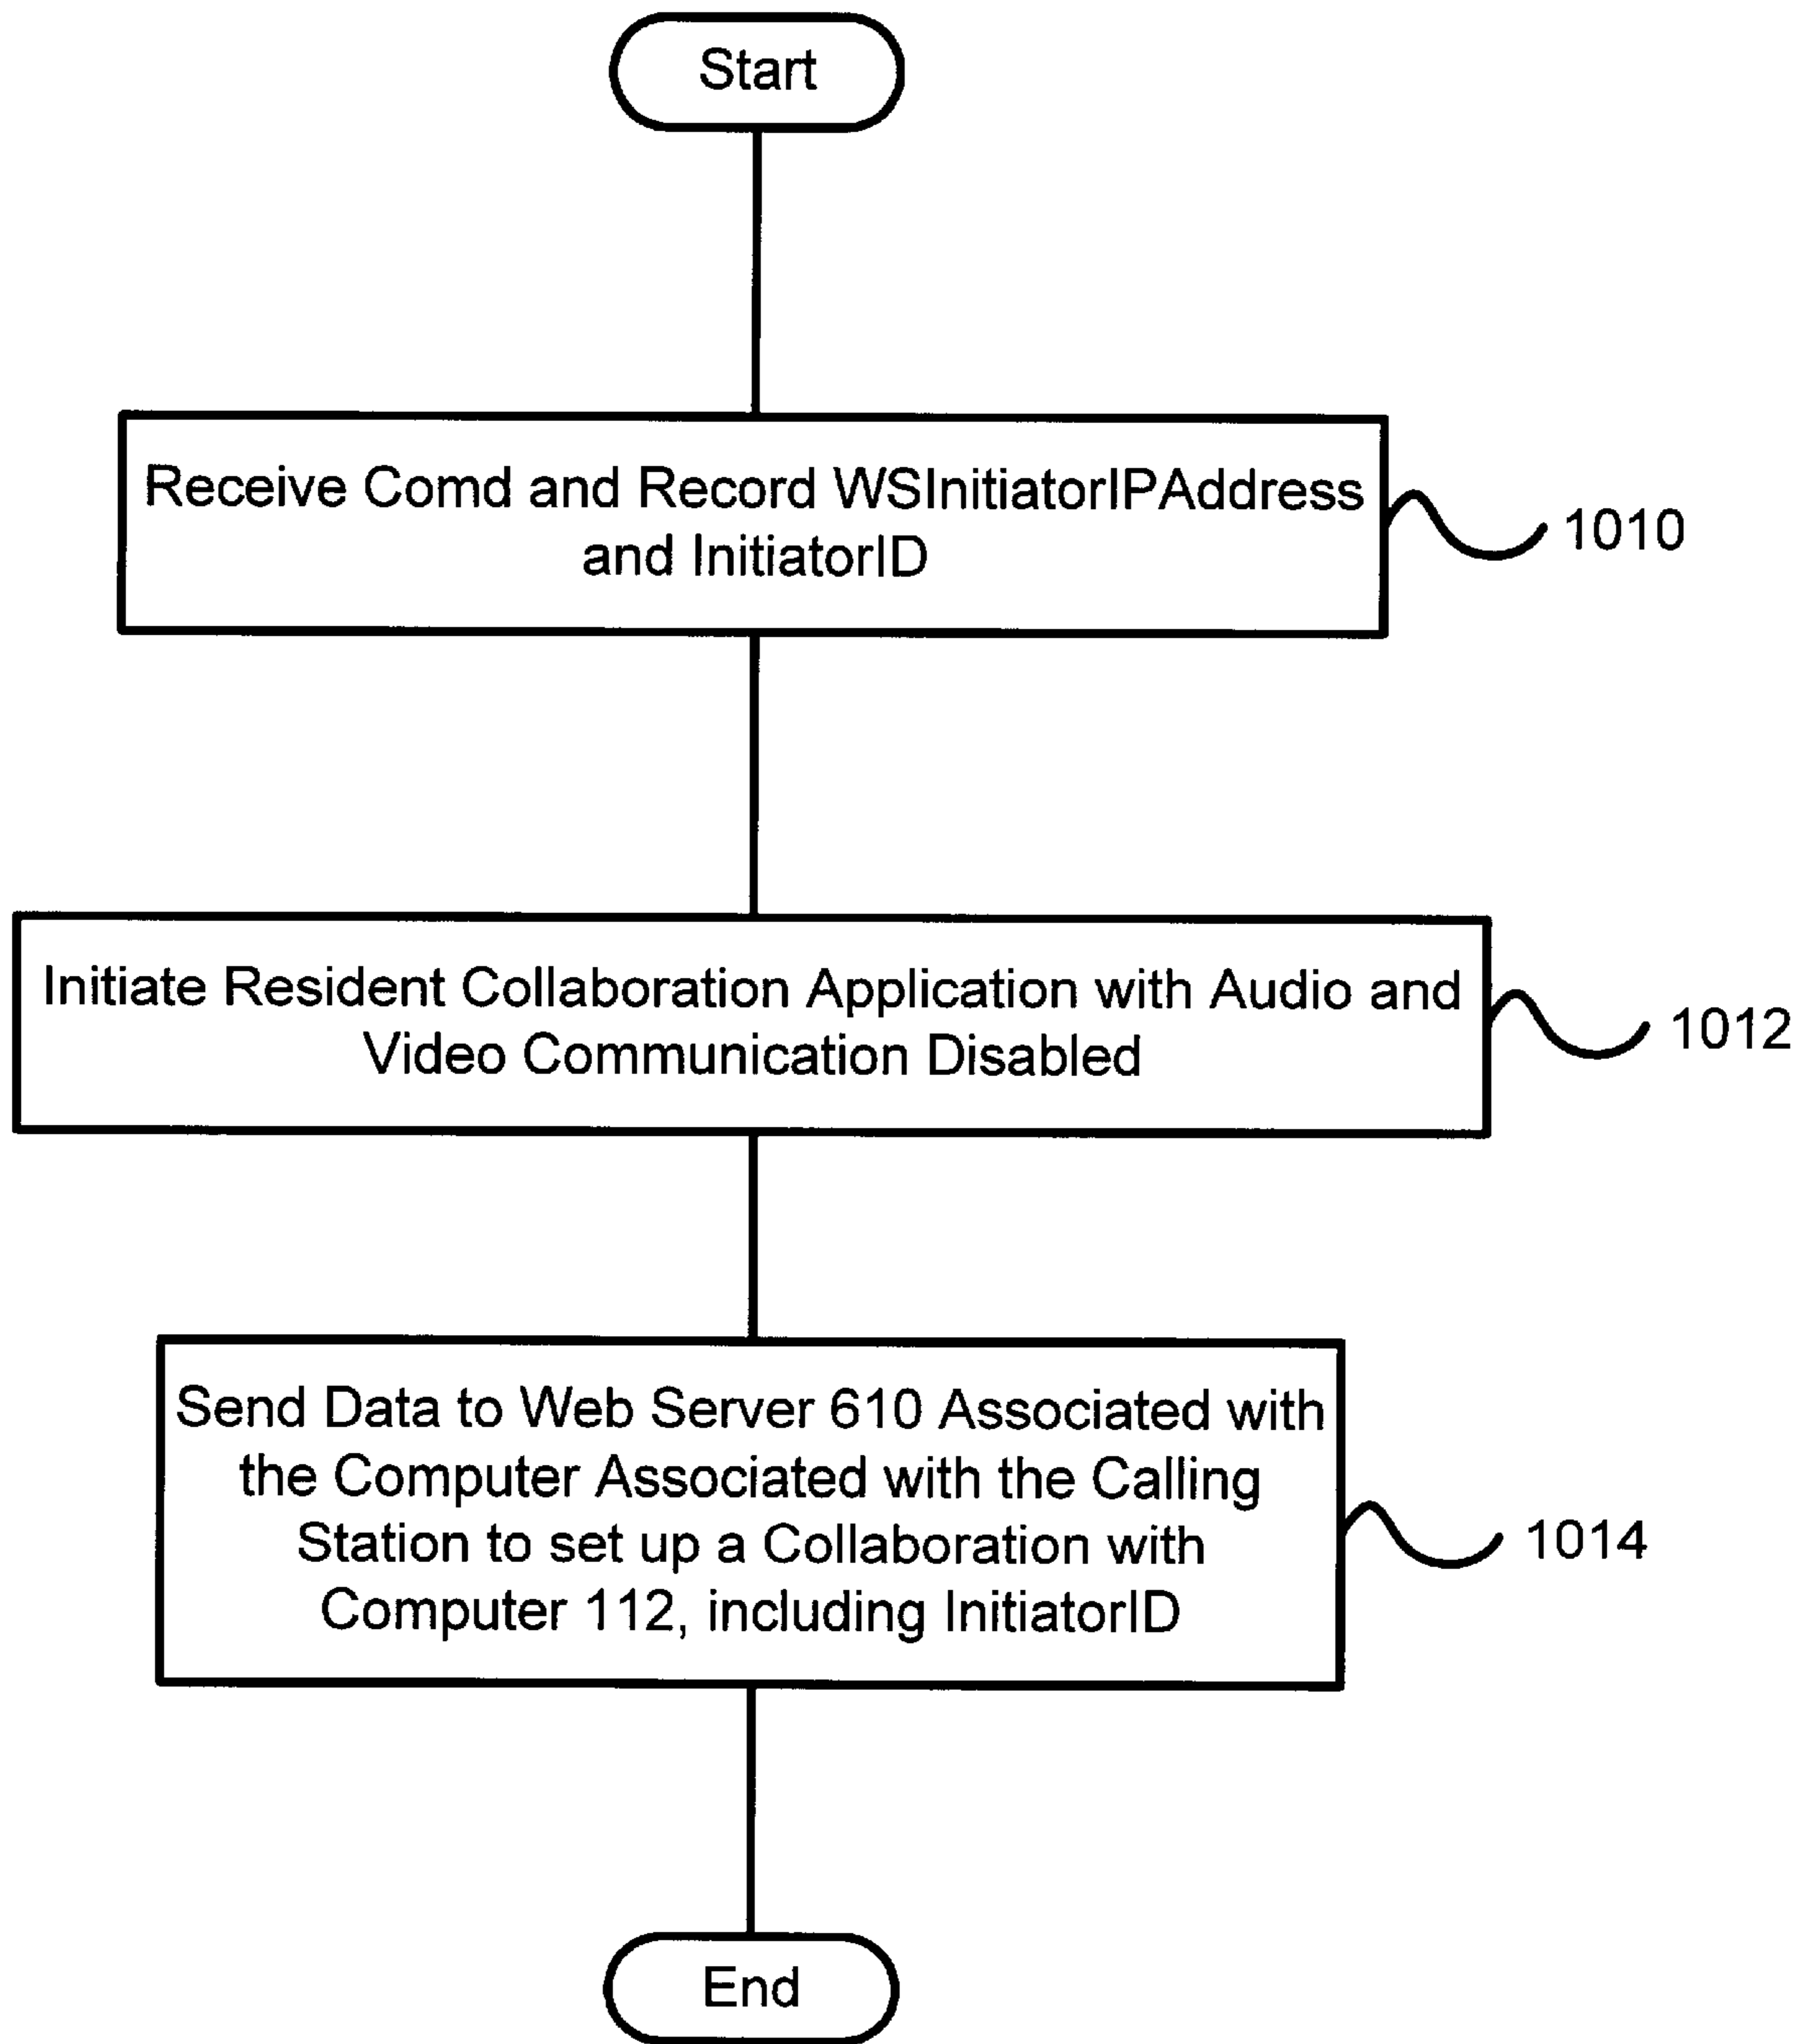 Start
Receive Comd and Record WSInitiatorIPAddress
and InitiatorID
1010
Initiate Resident Collaboration Application with Audio and
Video Communication Disabled
1012
Send Data to Web Server 610 Associated with
the Computer Associated with the Calling
Station to set up a Collaboration with
Computer 112, including InitiatorID
1014
End